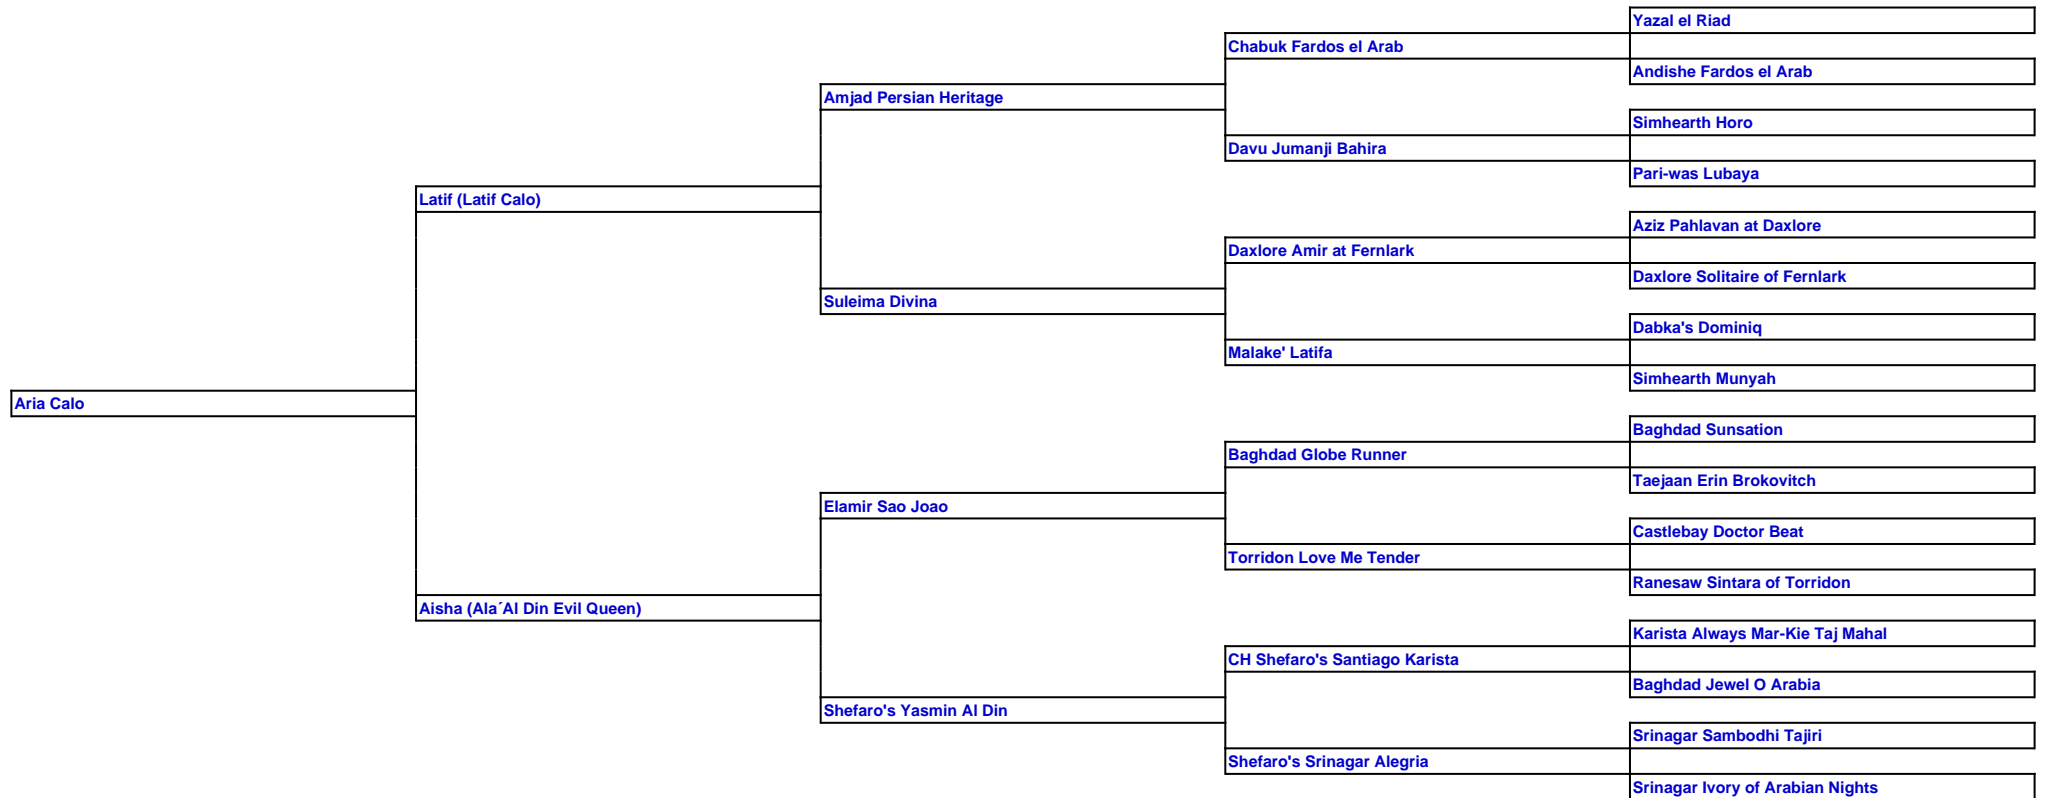 Yazal el Riad
Chabuk Fardos el Arab
Andishe Fardos el Arab
Amjad Persian Heritage
Simhearth Horo
Davu Jumanji Bahira
Pari-was Lubaya
Latif (Latif Calo)
Aziz Pahlavan at Daxlore
Daxlore Amir at Fernlark
Daxlore Solitaire of Fernlark
Suleima Divina
Dabka's Dominiq
Malake' Latifa
Simhearth Munyah
Aria Calo
Baghdad Sunsation
Baghdad Globe Runner
Taejaan Erin Brokovitch
Elamir Sao Joao
Castlebay Doctor Beat
Torridon Love Me Tender
Ranesaw Sintara of Torridon
Aisha (Ala´Al Din Evil Queen)
Karista Always Mar-Kie Taj Mahal
CH Shefaro's Santiago Karista
Baghdad Jewel O Arabia
Shefaro's Yasmin Al Din
Srinagar Sambodhi Tajiri
Shefaro's Srinagar Alegria
Srinagar Ivory of Arabian Nights